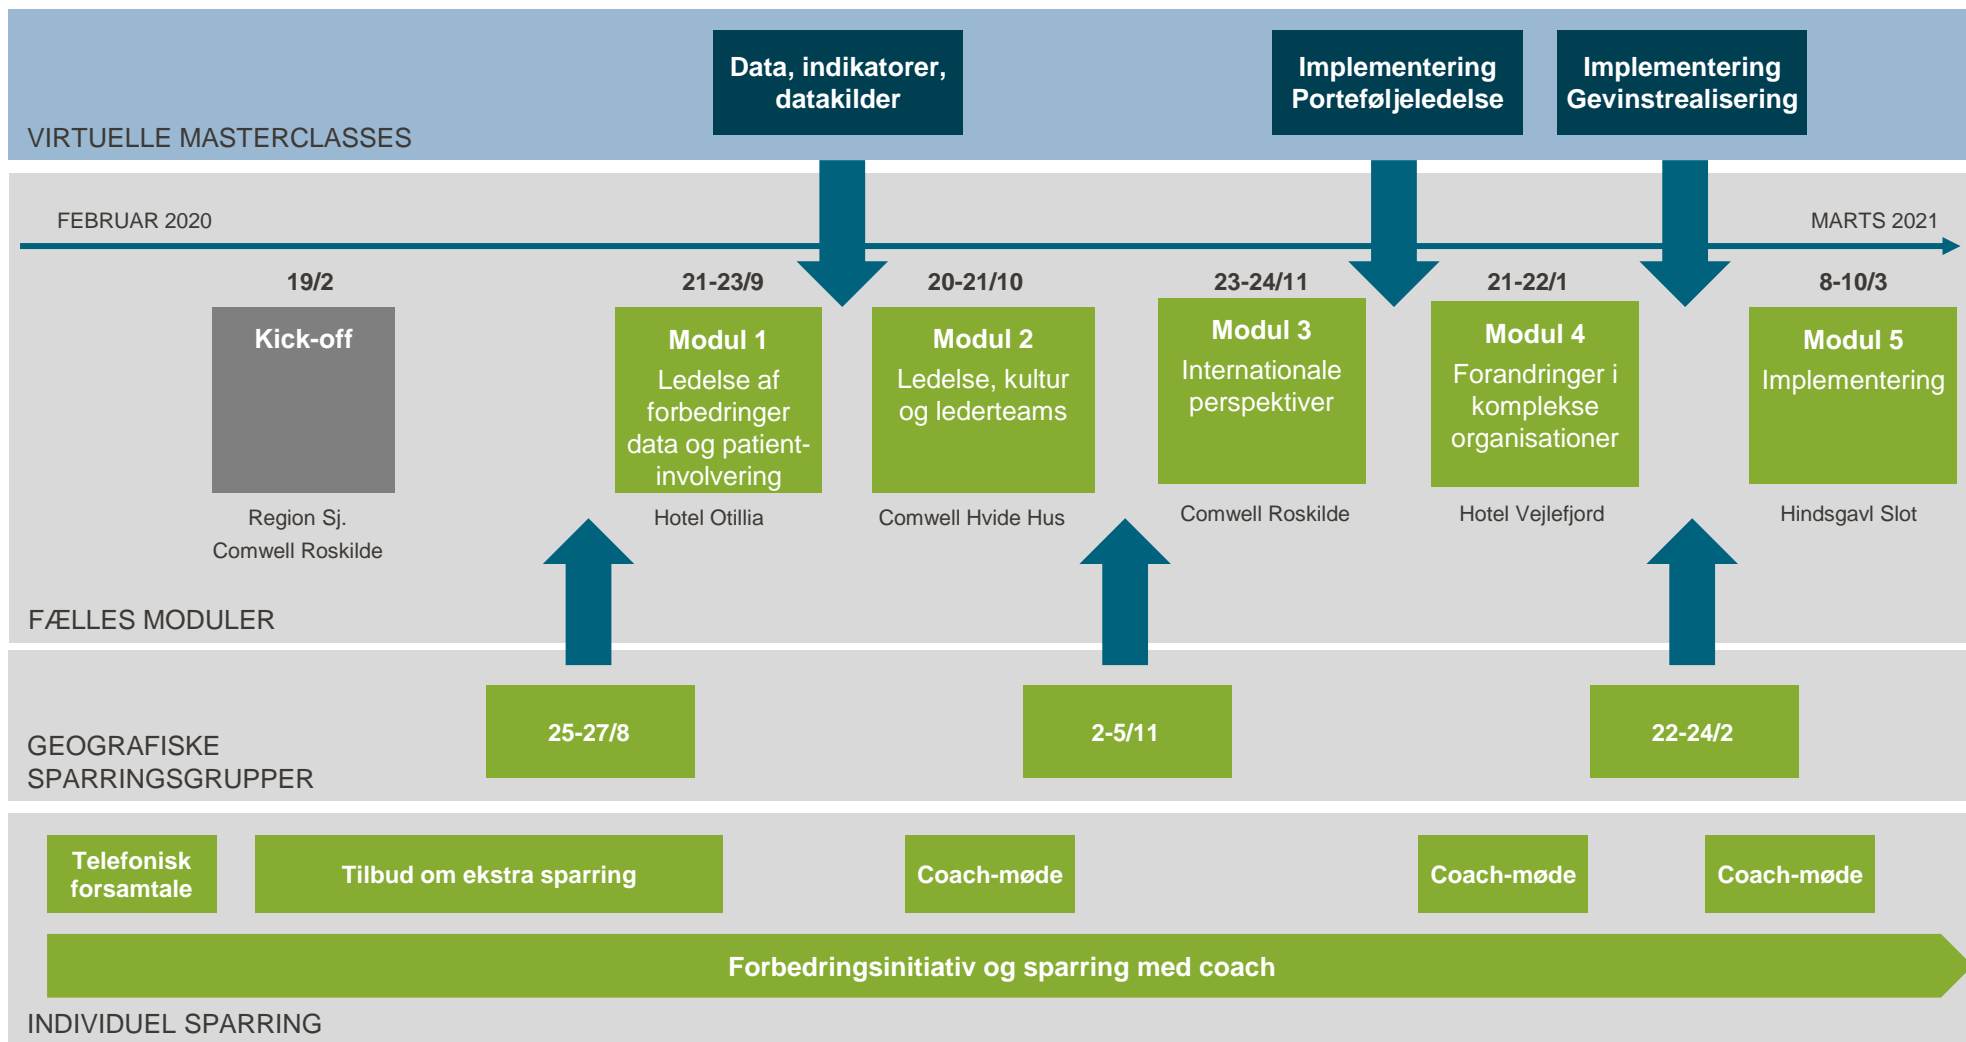 Data, indikatorer,
datakilder
Implementering
Porteføljeledelse
Implementering
Gevinstrealisering
VIRTUELLE MASTERCLASSES
FEBRUAR 2020
MARTS 2021
19/2
21-23/9
20-21/10
23-24/11
21-22/1
8-10/3
Kick-off
Modul 1
Ledelse af
forbedringer
data og patient-
involvering
Modul 2
Ledelse, kultur
og lederteams
Modul 3
Internationale
perspektiver
Modul 4
Forandringer i
komplekse
organisationer
Modul 5
Implementering
Region Sj.
Comwell Roskilde
Hotel Otillia
Comwell Hvide Hus
Comwell Roskilde
Hotel Vejlefjord
Hindsgavl Slot
FÆLLES MODULER
25-27/8
2-5/11
22-24/2
GEOGRAFISKE
SPARRINGSGRUPPER
Telefonisk
forsamtale
Tilbud om ekstra sparring
Coach-møde
Coach-møde
Coach-møde
Forbedringsinitiativ og sparring med coach
INDIVIDUEL SPARRING